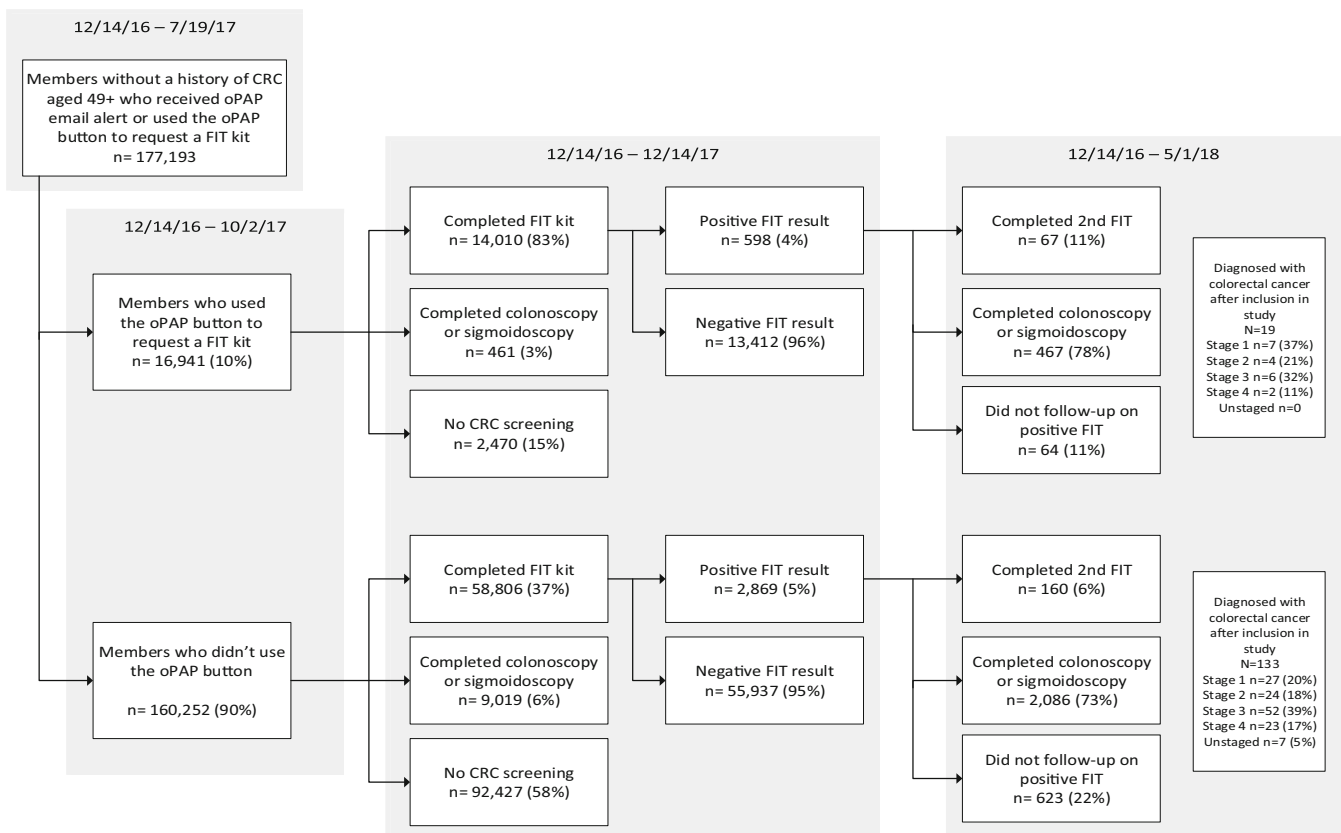 12/14/16 – 7/19/17
Members without a history of CRC
aged 49+ who received oPAP
email alert or used the oPAP
button to request a FIT kit
n= 177,193
12/14/16 – 10/2/17
Members who used
the oPAP button to
request a FIT kit
n= 16,941 (10%)
Members who didn’t use
the oPAP button
n= 160,252 (90%)
12/14/16 – 12/14/17
Completed FIT kit
n= 14,010 (83%)
Positive FIT result
n= 598 (4%)
Completed colonoscopy
or sigmoidoscopy
n= 461 (3%)
Negative FIT result
n= 13,412 (96%)
No CRC screening
n= 2,470 (15%)
Completed FIT kit
n= 58,806 (37%)
Positive FIT result
n= 2,869 (5%)
Completed colonoscopy
or sigmoidoscopy
n= 9,019 (6%)
Negative FIT result
n= 55,937 (95%)
No CRC screening
n= 92,427 (58%)
12/14/16 – 5/1/18
Completed 2nd FIT
n= 67 (11%)
Completed colonoscopy
or sigmoidoscopy
n= 467 (78%)
Did not follow-up on
positive FIT
n= 64 (11%)
Diagnosed with
colorectal cancer
after inclusion in
study
N=19
Stage 1 n=7 (37%)
Stage 2 n=4 (21%)
Stage 3 n=6 (32%)
Stage 4 n=2 (11%)
Unstaged n=0
Completed 2nd FIT
n= 160 (6%)
Completed colonoscopy
or sigmoidoscopy
n= 2,086 (73%)
Did not follow-up on
positive FIT
n= 623 (22%)
Diagnosed with
colorectal cancer
after inclusion in
study
N=133
Stage 1 n=27 (20%)
Stage 2 n=24 (18%)
Stage 3 n=52 (39%)
Stage 4 n=23 (17%)
Unstaged n=7 (5%)